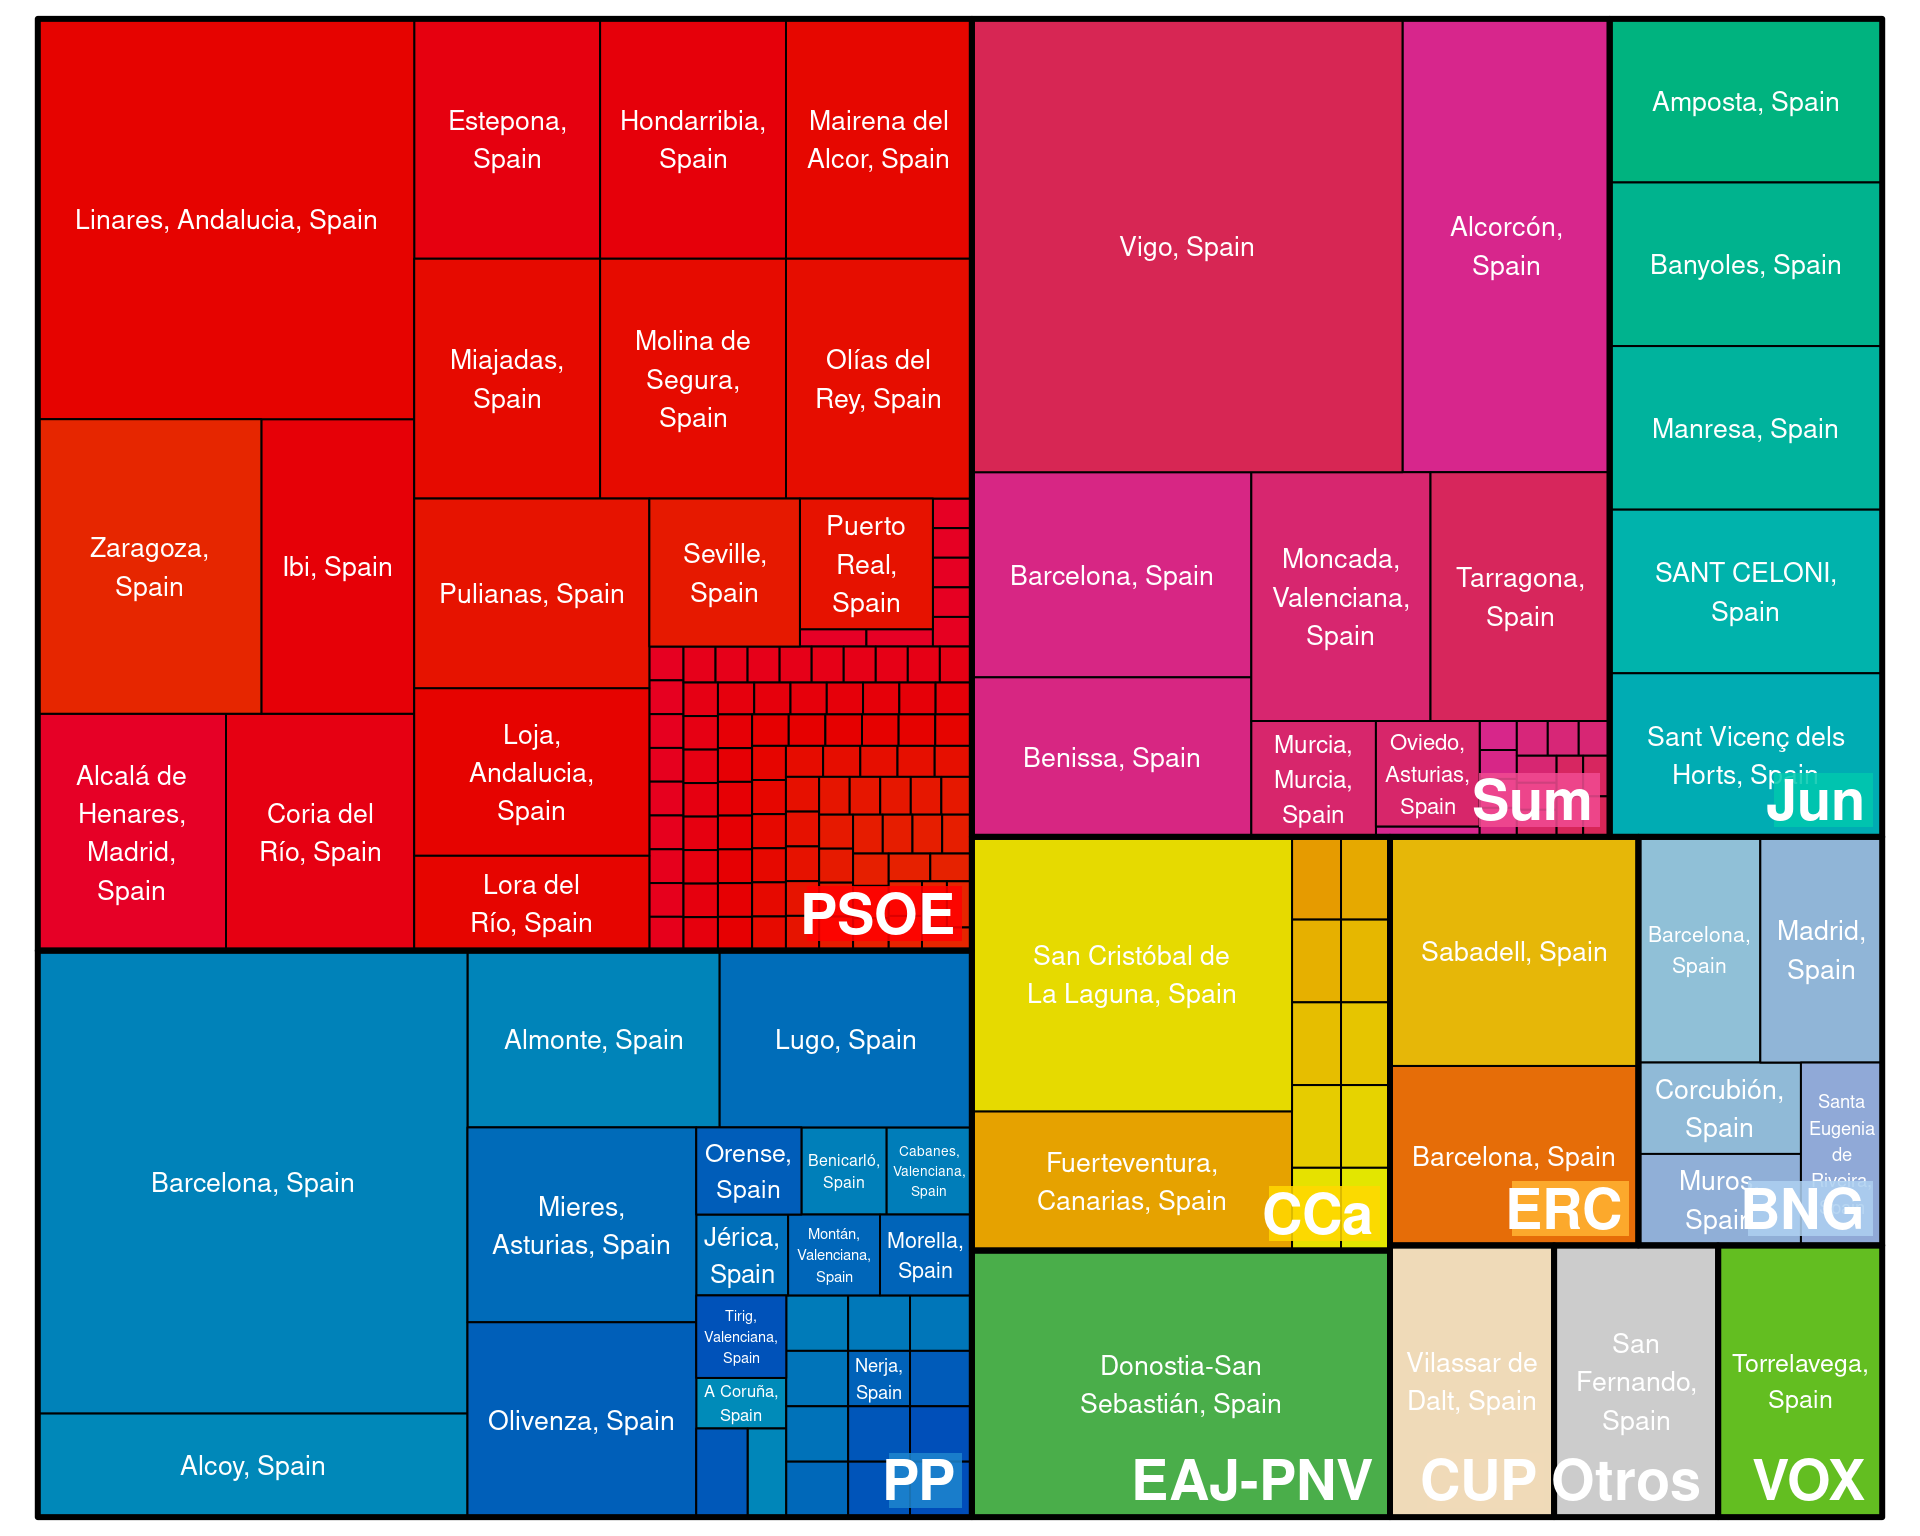 Linares, Andalucia, Spain
Estepona,
Spain
Hondarribia,
Spain
Mairena del
Alcor, Spain
Miajadas,
Spain
Molina de
Segura,
Spain
Olías del
Rey, Spain
Zaragoza,
Spain
Ibi, Spain
Alcalá de
Henares,
Madrid,
Spain
Coria del
Río, Spain
Pulianas, Spain
Seville,
Spain
Puerto
Real,
Spain
Loja,
Andalucia,
Spain
Lora del
Río, Spain
PSOE
Vigo, Spain
Alcorcón,
Spain
Barcelona, Spain
Moncada,
Valenciana,
Spain
Tarragona,
Spain
Benissa, Spain
Murcia,
Murcia,
Spain
Oviedo,
Asturias,
Spain
Sum
Amposta, Spain
Banyoles, Spain
Manresa, Spain
SANT CELONI,
Spain
Sant Vicenç dels
Horts, Spain
Jun
Barcelona, Spain
Alcoy, Spain
Almonte, Spain
Lugo, Spain
Mieres,
Asturias, Spain
Olivenza, Spain
Orense,
Spain
Benicarló,
Spain
Cabanes,
Valenciana,
Spain
Jérica,
Spain
Montán,
Valenciana,
Spain
Morella,
Spain
Tirig,
Valenciana,
Spain
A Coruña,
Spain
Nerja,
Spain
PP
San Cristóbal de
La Laguna, Spain
Fuerteventura,
Canarias, Spain
CCa
Sabadell, Spain
Barcelona, Spain
ERC
Barcelona,
Spain
Madrid,
Spain
Corcubión,
Spain
Muros,
Spain
Santa
Eugenia
de
Riveira,
BNG
Donostia-San
Sebastián, Spain
EAJ-PNV
Vilassar de
Dalt, Spain
CUP
San
Fernando,
Spain
Otros
Torrelavega,
Spain
VOX